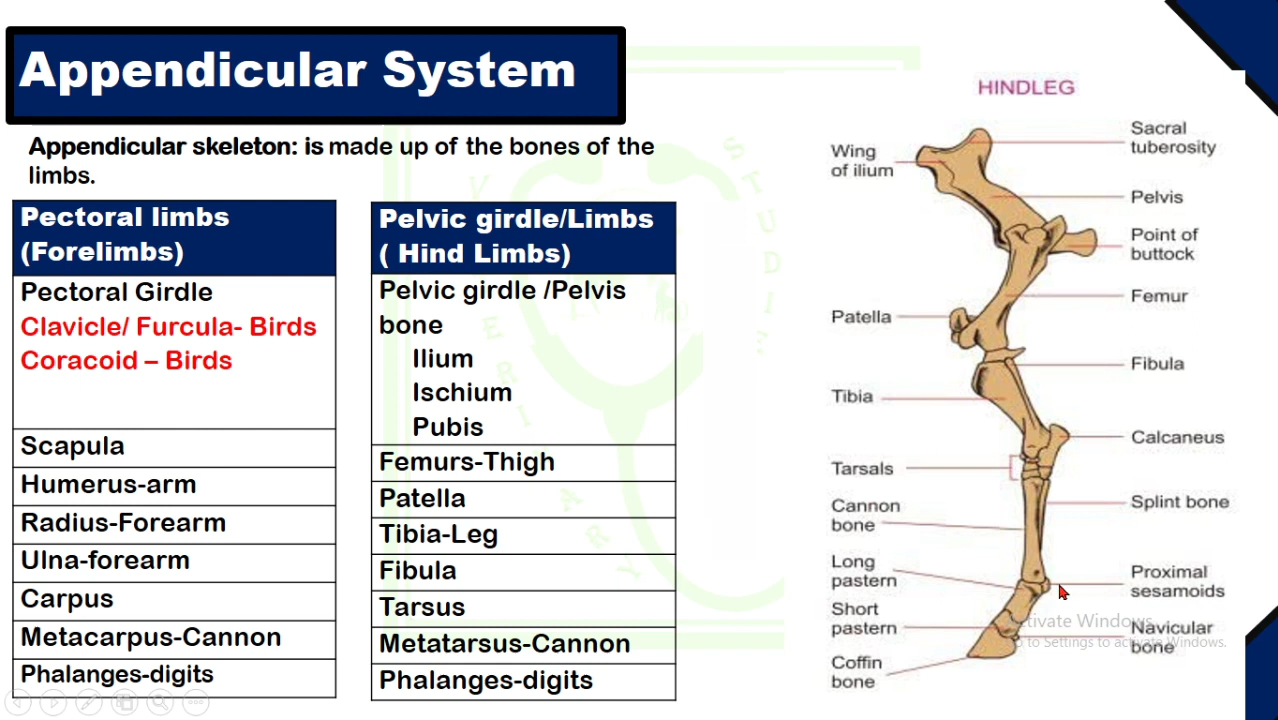 Appendicular System
Appendicular skeleton: is made up of the bones of the
limbs.
Pectoral limbs
(Forelimbs)
Pectoral Girdle
Clavicle/ Furcula- Birds
Coracoid – Birds
Scapula
Humerus-arm
Radius-Forearm
Ulna-forearm
Carpus
Metacarpus-Cannon
Phalanges-digits
Pelvic girdle/Limbs
( Hind Limbs)
Pelvic girdle /Pelvis
bone
Ilium
Ischium
Pubis
Femurs-Thigh
Patella
Tibia-Leg
Fibula
Tarsus
Metatarsus-Cannon
Phalanges-digits
HINDLEG
Wing
of ilium
Patella
Tibia
Tarsals
Cannon
bone
Long
pastern
Short
pastern
Coffin
bone
Sacral
tuberosity
Pelvis
Point of
buttock
Femur
Fibula
Calcaneus
Splint bone
Proximal
sesamoids
Navicular
bone
Activate Windows
to Settings to activate Windows.